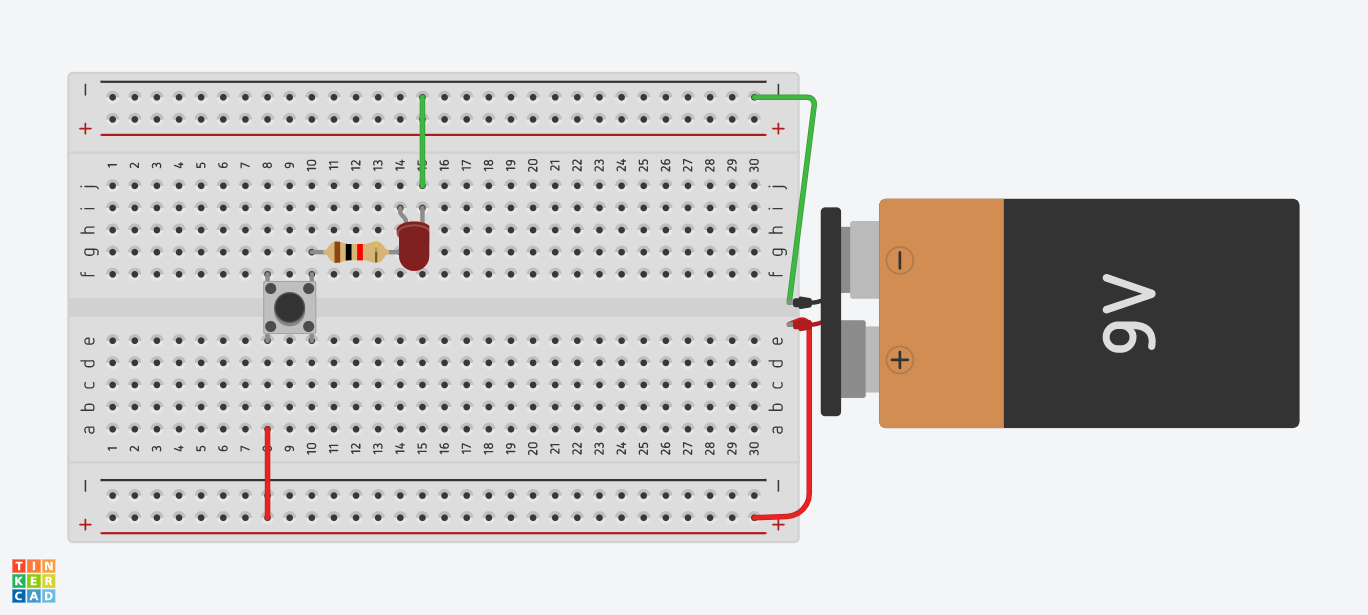 − −
+ +
1 2 3 4 5 6 7 8 9 10 11 12 13 14 15 16 17 18 19 20 21 22 23 24 25 26 27 28 29 30
j j
i i
h h
g g
f f
−
9V
+
e e
d d
c c
b b
a a
1 2 3 4 5 6 7 8 9 10 11 12 13 14 15 16 17 18 19 20 21 22 23 24 25 26 27 28 29 30
− −
+ +
TIN
KER
CAD